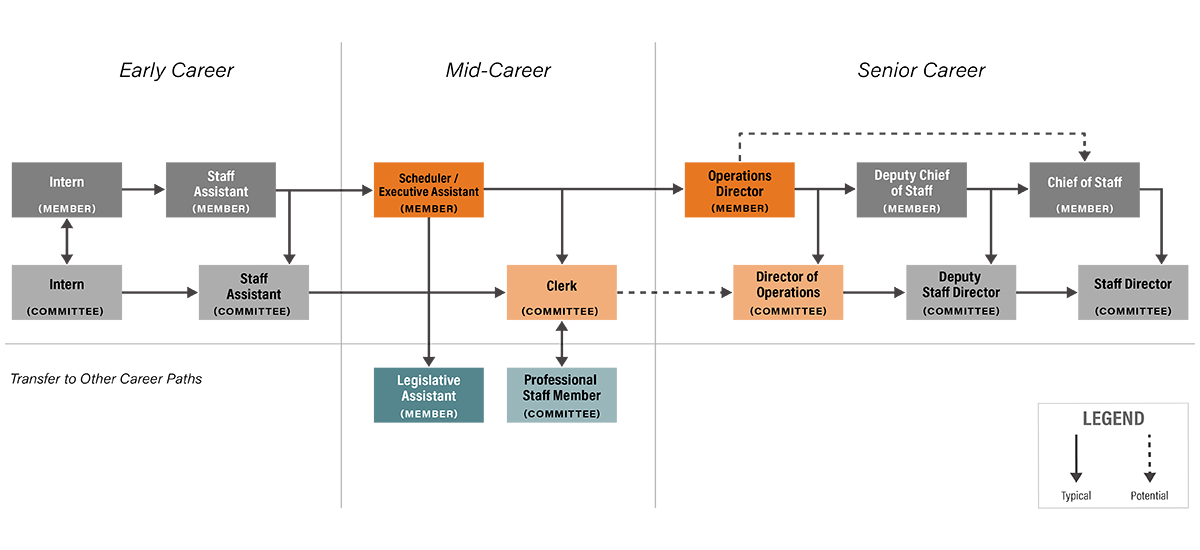 Early Career
Mid-Career
Senior Career
Intern
(MEMBER)
Staff
Assistant
(MEMBER)
Scheduler /
Executive Assistant
(MEMBER)
Operations
Director
(MEMBER)
Deputy Chief
of Staff
(MEMBER)
Chief of Staff
(MEMBER)
Intern
(COMMITTEE)
Staff
Assistant
(COMMITTEE)
Clerk
(COMMITTEE)
Director of
Operations
(COMMITTEE)
Deputy
Staff Director
(COMMITTEE)
Staff Director
(COMMITTEE)
Transfer to Other Career Paths
Legislative
Assistant
(MEMBER)
Professional
Staff Member
(COMMITTEE)
LEGEND
Typical
Potential